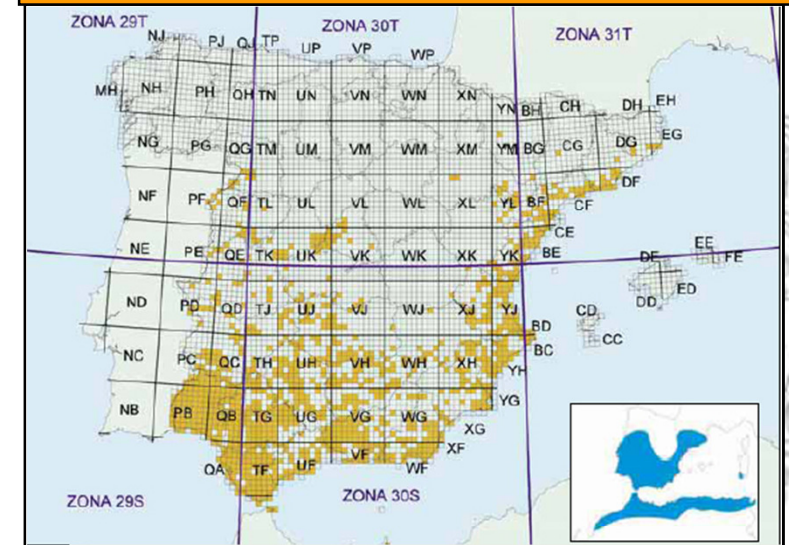 ZONA 29T ZONA 30T ZONA 31T
NJ PJ QJ TP UP VP WP
MH NH PH QH TN UN VN WN XN YN BH CH DH EH
NG PG QG TM UM VM WM XM YM BG CG DG EG
NF PF QF TL UL VL WL XL YL BF CF DF
NE PE QE TK UK VK WK XK YK BE CE DE EE FE
ND PD QD TJ UJ VJ WJ XJ YJ BD CD DD ED
NC PC QC TH UH VH WH XH YH BC CC
NB PB QB TG UG VG WG XG YG
QA TF UF VF WF XF
ZONA 29S ZONA 30S